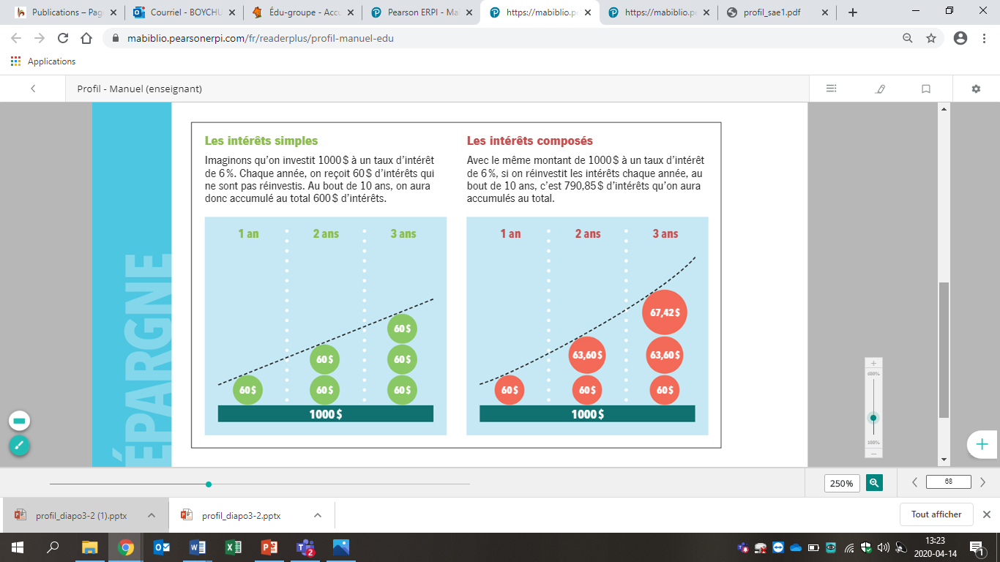 Publications – Pag
Courriel - BOYCHU
Édu-groupe - Accu
Pearson ERPI - Ma
https://mabiblio.pe
https://mabiblio.p
profil_sae1.pdf
mabiblio.pearsonerpi.com/fr/readerplus/profil-manuel-edu
Applications
Profil - Manuel (enseignant)
ÉPARGNE
Les intérêts simples
Imaginons qu’on investit 1000 $ à un taux d’intérêt
de 6 %. Chaque année, on reçoit 60 $ d’intérêts qui
ne sont pas réinvestis. Au bout de 10 ans, on aura
donc accumulé au total 600 $ d’intérêts.
1 an 2 ans 3 ans
60 $
60 $ 60 $
60 $ 60 $ 60 $
1000 $
Les intérêts composés
Avec le même montant de 1000 $ à un taux d’intérêt
de 6 %, si on réinvestit les intérêts chaque année, au
bout de 10 ans, c’est 790,85 $ d’intérêts qu’on aura
accumulés au total.
1 an 2 ans 3 ans
67,42 $
63,60 $ 63,60 $
60 $ 60 $ 60 $
1000 $
600%
100%
250%
68
profil_diapo3-2 (1).pptx
profil_diapo3-2.pptx
Tout afficher
2
13:23
2020-04-14
1